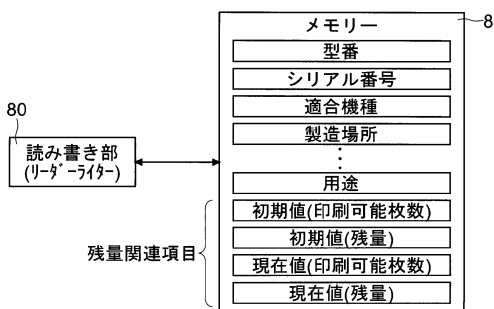 メモリー
8
型番
シリアル番号
適合機種
製造場所
用途
初期値(印刷可能枚数)
初期値(残量)
現在値(印刷可能枚数)
現在値(残量)
80
読み書き部
(リーダーライター)
残量関連項目